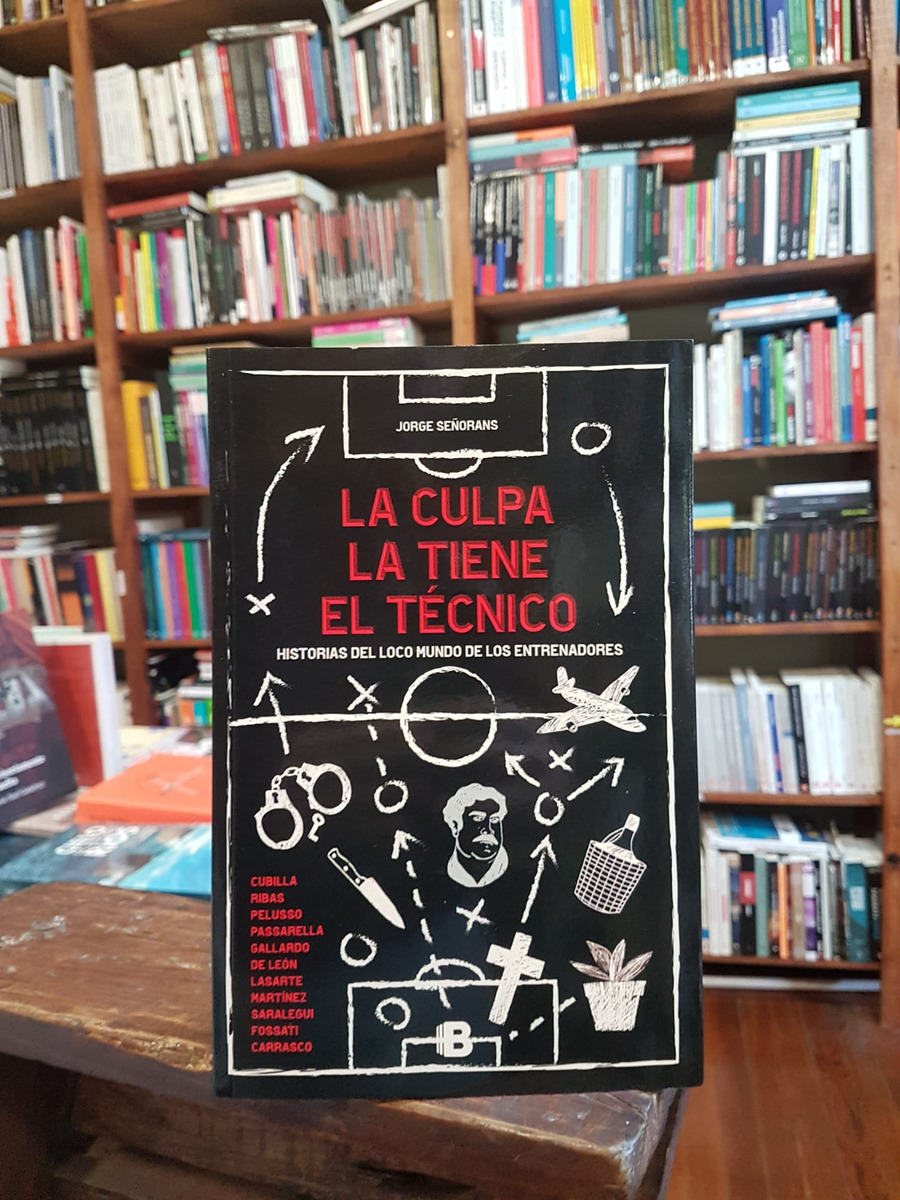 JORGE SEÑORANS
LA CULPA
LA TIENE
EL TÉCNICO
HISTORIAS DEL LOCO MUNDO DE LOS ENTRENADORES
CUBILLA
RIBAS
PELUSSO
PASSARELLA
GALLARDO
DE LEÓN
LASARTE
MARTÍNEZ
SARALEGUI
FOSSATI
CARRASCO
B